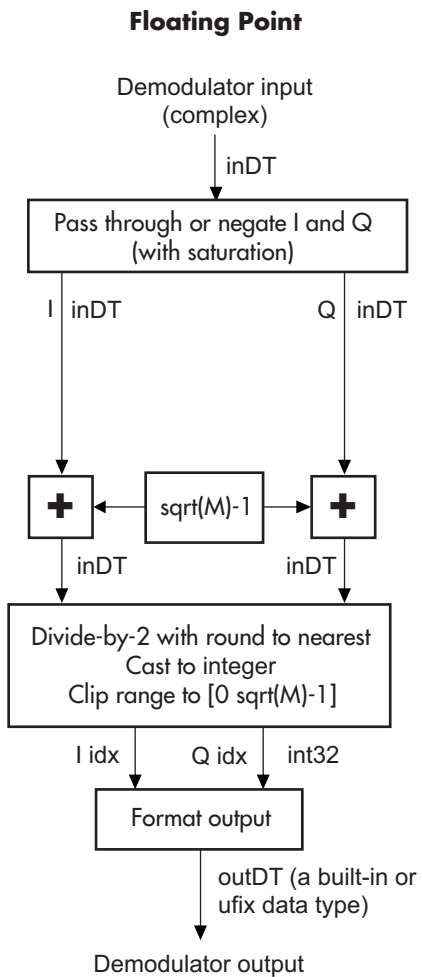 Floating Point
Demodulator input
(complex)
inDT
Pass through or negate I and Q
(with saturation)
I inDT
Q inDT
+
sqrt(M)-1
+
inDT
inDT
Divide-by-2 with round to nearest
Cast to integer
Clip range to [0 sqrt(M)-1]
I idx
Q idx
int32
Format output
outDT (a built-in or
ufix data type)
Demodulator output